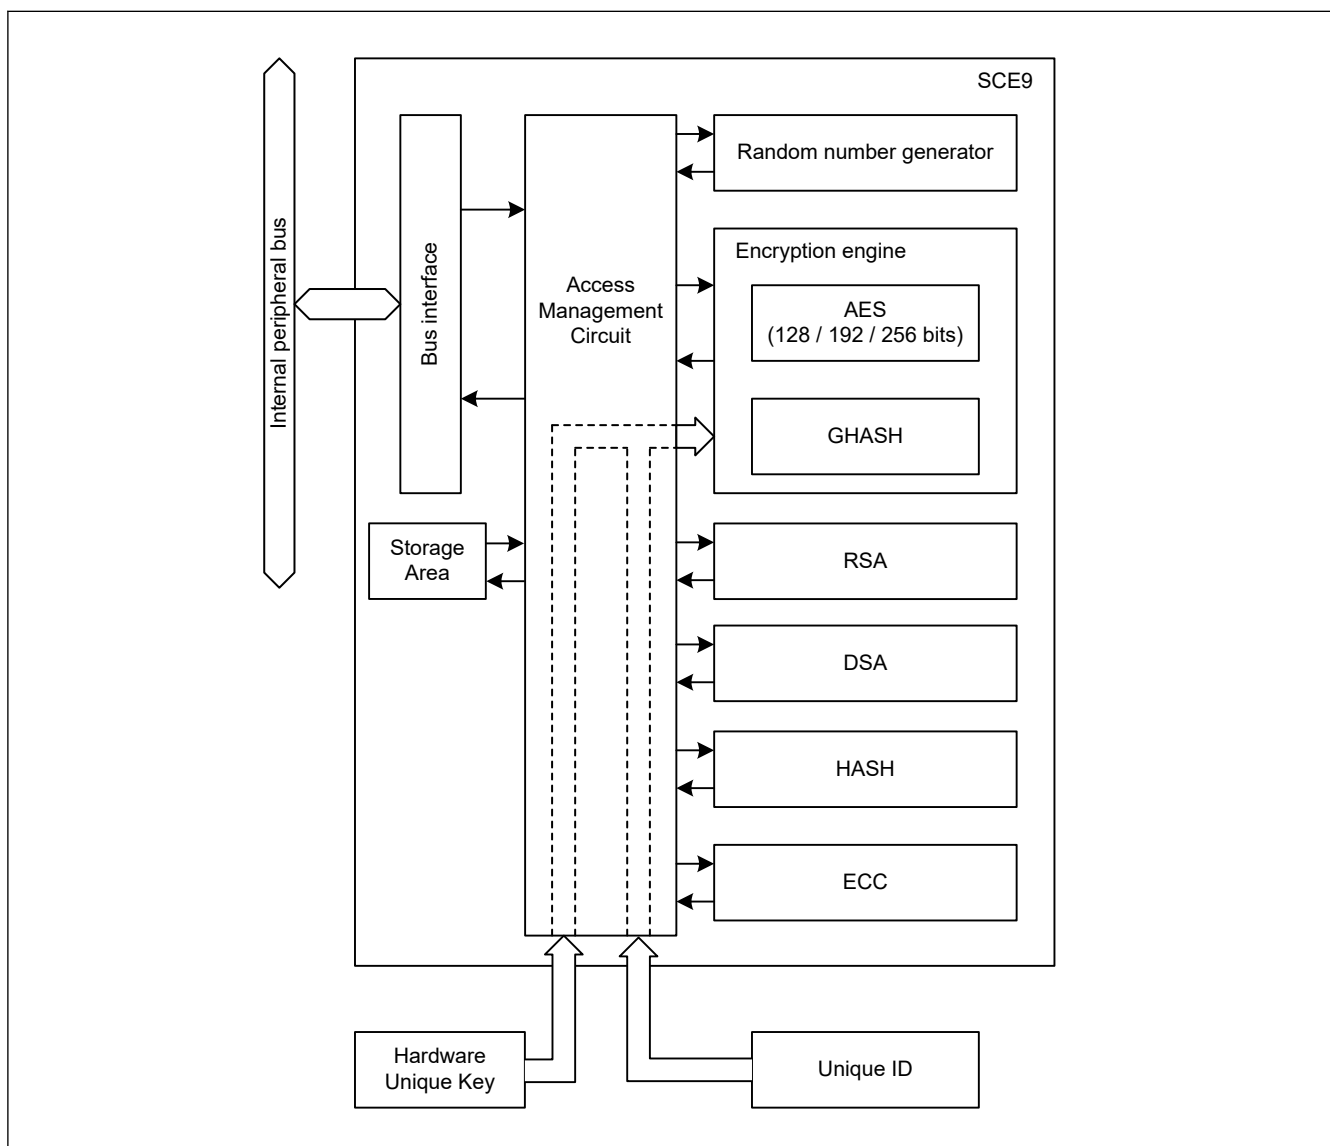 SCE9
Internal peripheral bus
Bus interface
Access
Management
Circuit
Random number generator
Encryption engine
AES
(128 / 192 / 256 bits)
GHASH
Storage
Area
RSA
DSA
HASH
ECC
Hardware
Unique Key
Unique ID